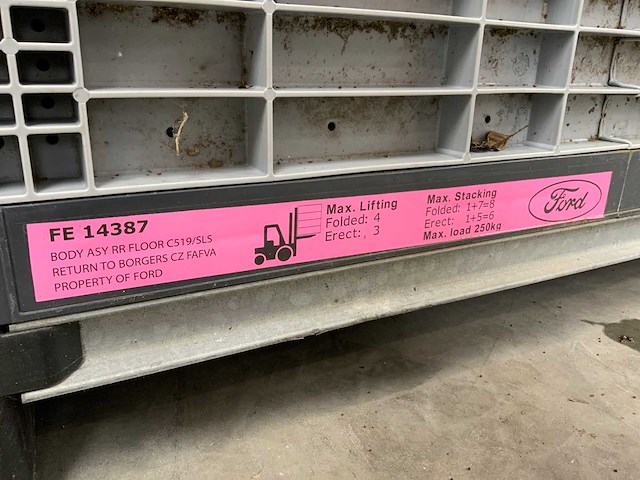 FE 14387
BODY ASY RR FLOOR C519/SLS
RETURN TO BORGERS CZ FAFVA
PROPERTY OF FORD
Max. Lifting
Folded: 4
Erect: 3
Max. Stacking
Folded: 1+7=8
Erect: 1+5=6
Max. load 250kg
Ford